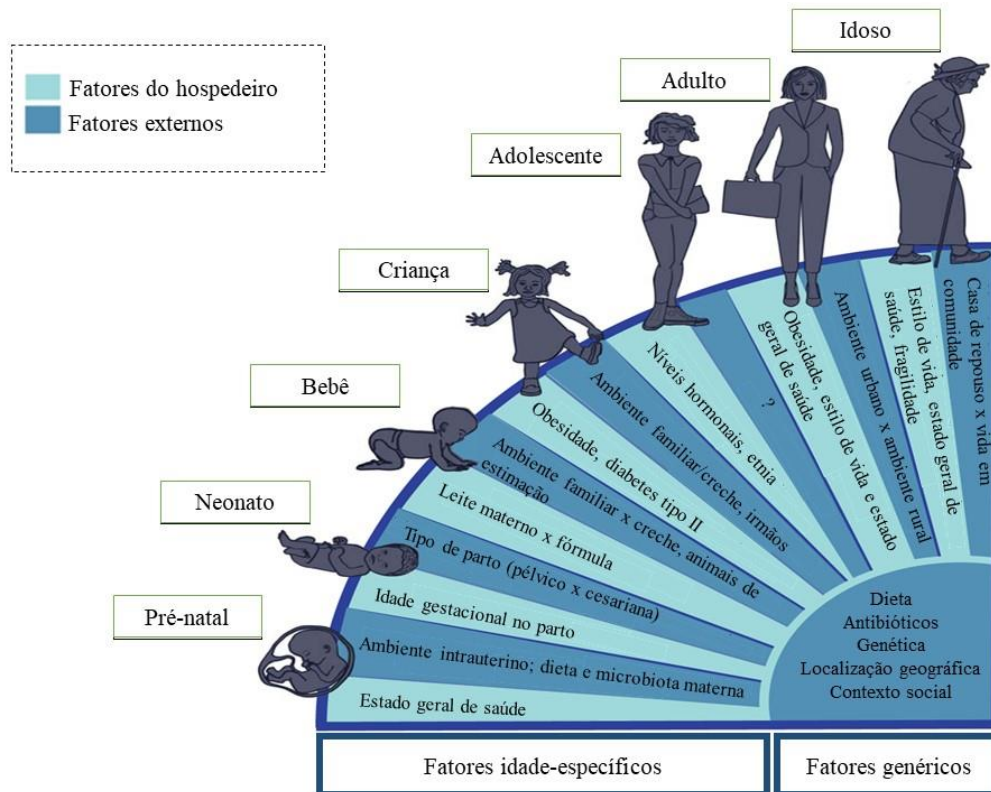 Idoso
Adulto
Adolescente
Criança
Bebê
Neonato
Pré-natal
Fatores do hospedeiro
Fatores externos
Casa de repouso x vida em
comunidade
Estilo de vida, estado geral de
saúde, fragilidade
Ambiente urbano x ambiente rural
Obesidade, estilo de vida e estado
geral de saúde
?
Níveis hormonais, etnia
Ambiente familiar/creche, irmãos
Obesidade, diabetes tipo II
Ambiente familiar x creche, animais de
estimação
Leite materno x fórmula
Tipo de parto (pélvico x cesariana)
Idade gestacional no parto
Ambiente intrauterino; dieta e microbiota materna
Estado geral de saúde
Dieta
Antibióticos
Genética
Localização geográfica
Contexto social
Fatores idade-específicos
Fatores genéricos